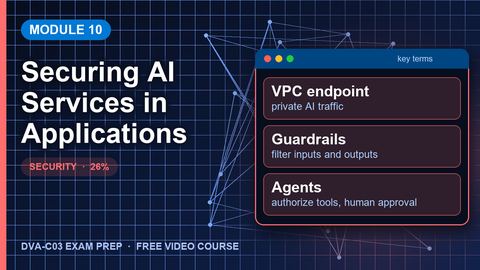 MODULE 10
Securing AI
Services in
Applications
SECURITY · 26%
DVA-C03 EXAM PREP · FREE VIDEO COURSE
key terms
VPC endpoint
private AI traffic
Guardrails
filter inputs and outputs
Agents
authorize tools, human approval